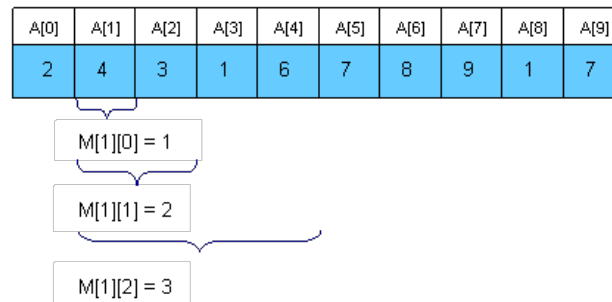 A[0] A[1] A[2] A[3] A[4] A[5] A[6] A[7] A[8] A[9]
2 4 3 1 6 7 8 9 1 7
M[1][0] = 1
M[1][1] = 2
M[1][2] = 3